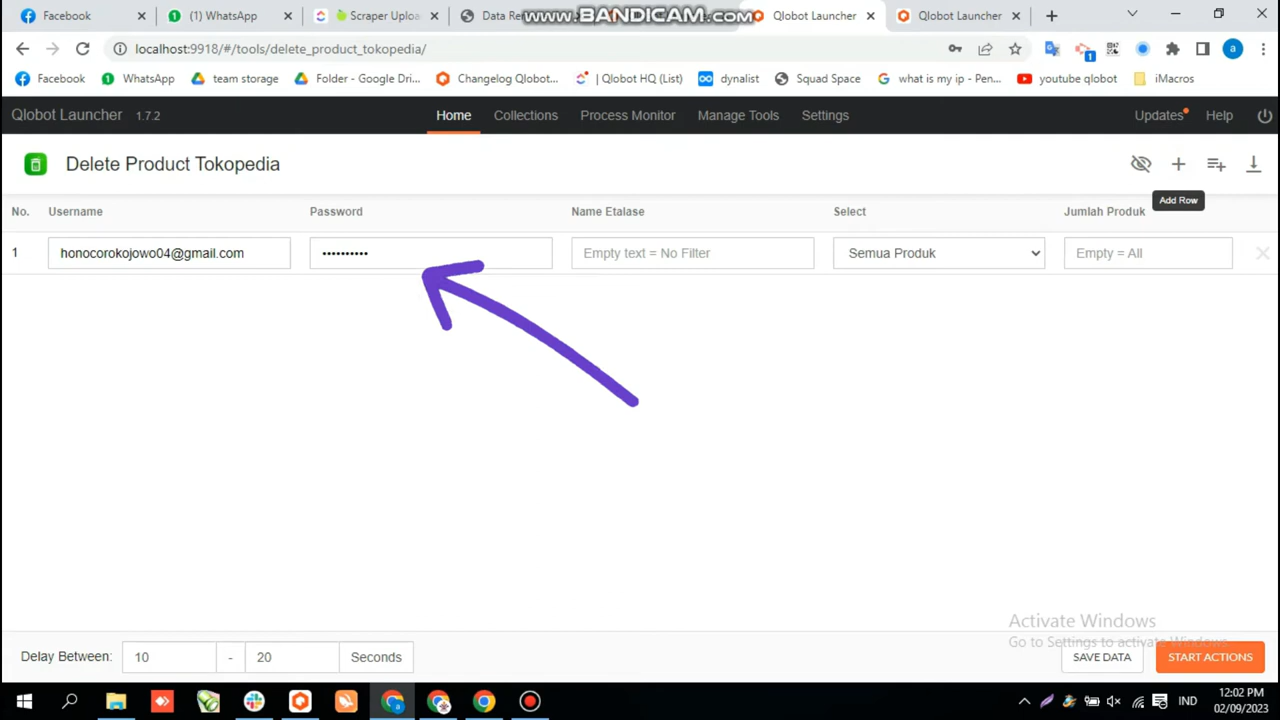 Facebook
(1) WhatsApp
Scraper Uploa
Data Re
WWW.BANDICAM.COM
Qlobot Launcher
Qlobot Launcher
localhost:9918/#/tools/delete_product_tokopedia/
1
a
Facebook
1 WhatsApp
team storage
Folder - Google Dri...
Changelog Qlobot...
| Qlobot HQ (List)
dynalist
Squad Space
what is my ip - Pen...
youtube qlobot
iMacros
Qlobot Launcher 1.7.2
Home
Collections
Process Monitor
Manage Tools
Settings
Updates
Help
Delete Product Tokopedia
Add Row
No. Username Password Name Etalase Select Jumlah Produk
1 honocorokojowo04@gmail.com •••••••••• Empty text = No Filter Semua Produk Empty = All
Activate Windows
Go to Settings to activate Windows.
Delay Between: 10 - 20 Seconds
SAVE DATA
START ACTIONS
IND
12:02 PM
02/09/2023